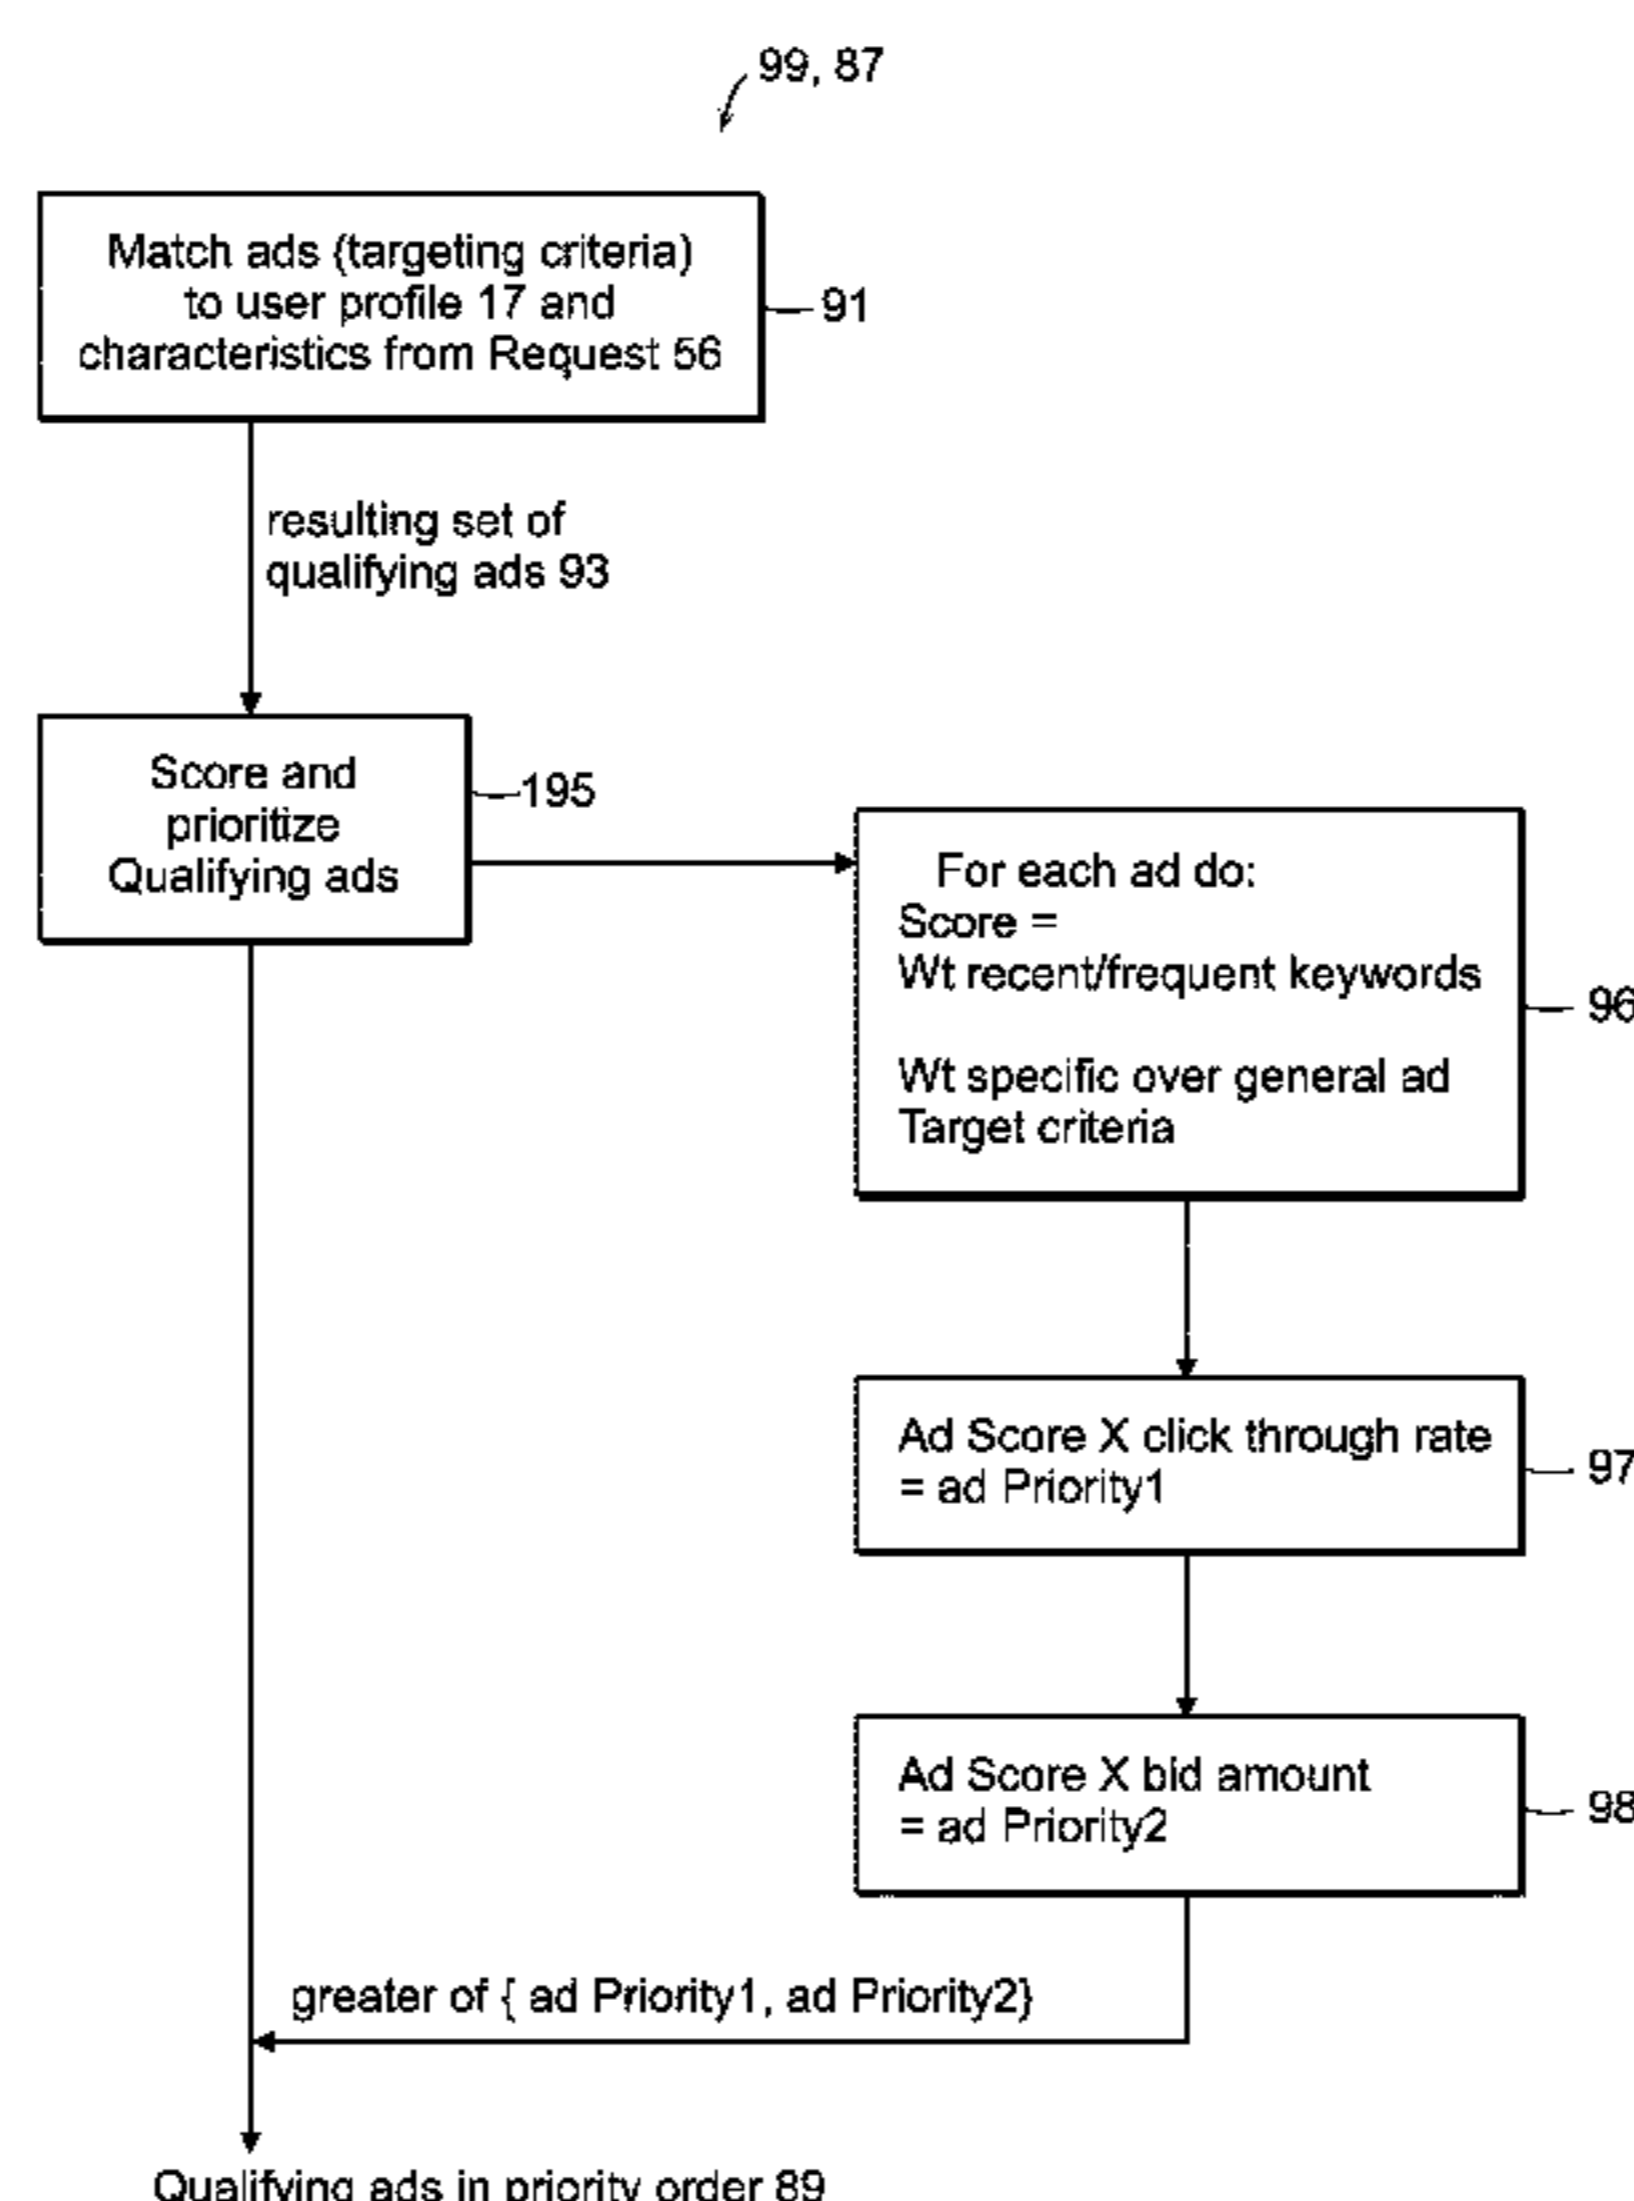 99, 87
Match ads (targeting criteria)
to user profile 17 and
characteristics from Request 56
91
resulting set of
qualifying ads 93
Score and
prioritize
Qualifying ads
195
For each ad do:
Score =
Wt recent/frequent keywords
Wt specific over general ad
Target criteria
96
Ad Score X click through rate
= ad Priority1
97
Ad Score X bid amount
= ad Priority2
98
greater of { ad Priority1, ad Priority2}
Qualifying ads in priority order 89